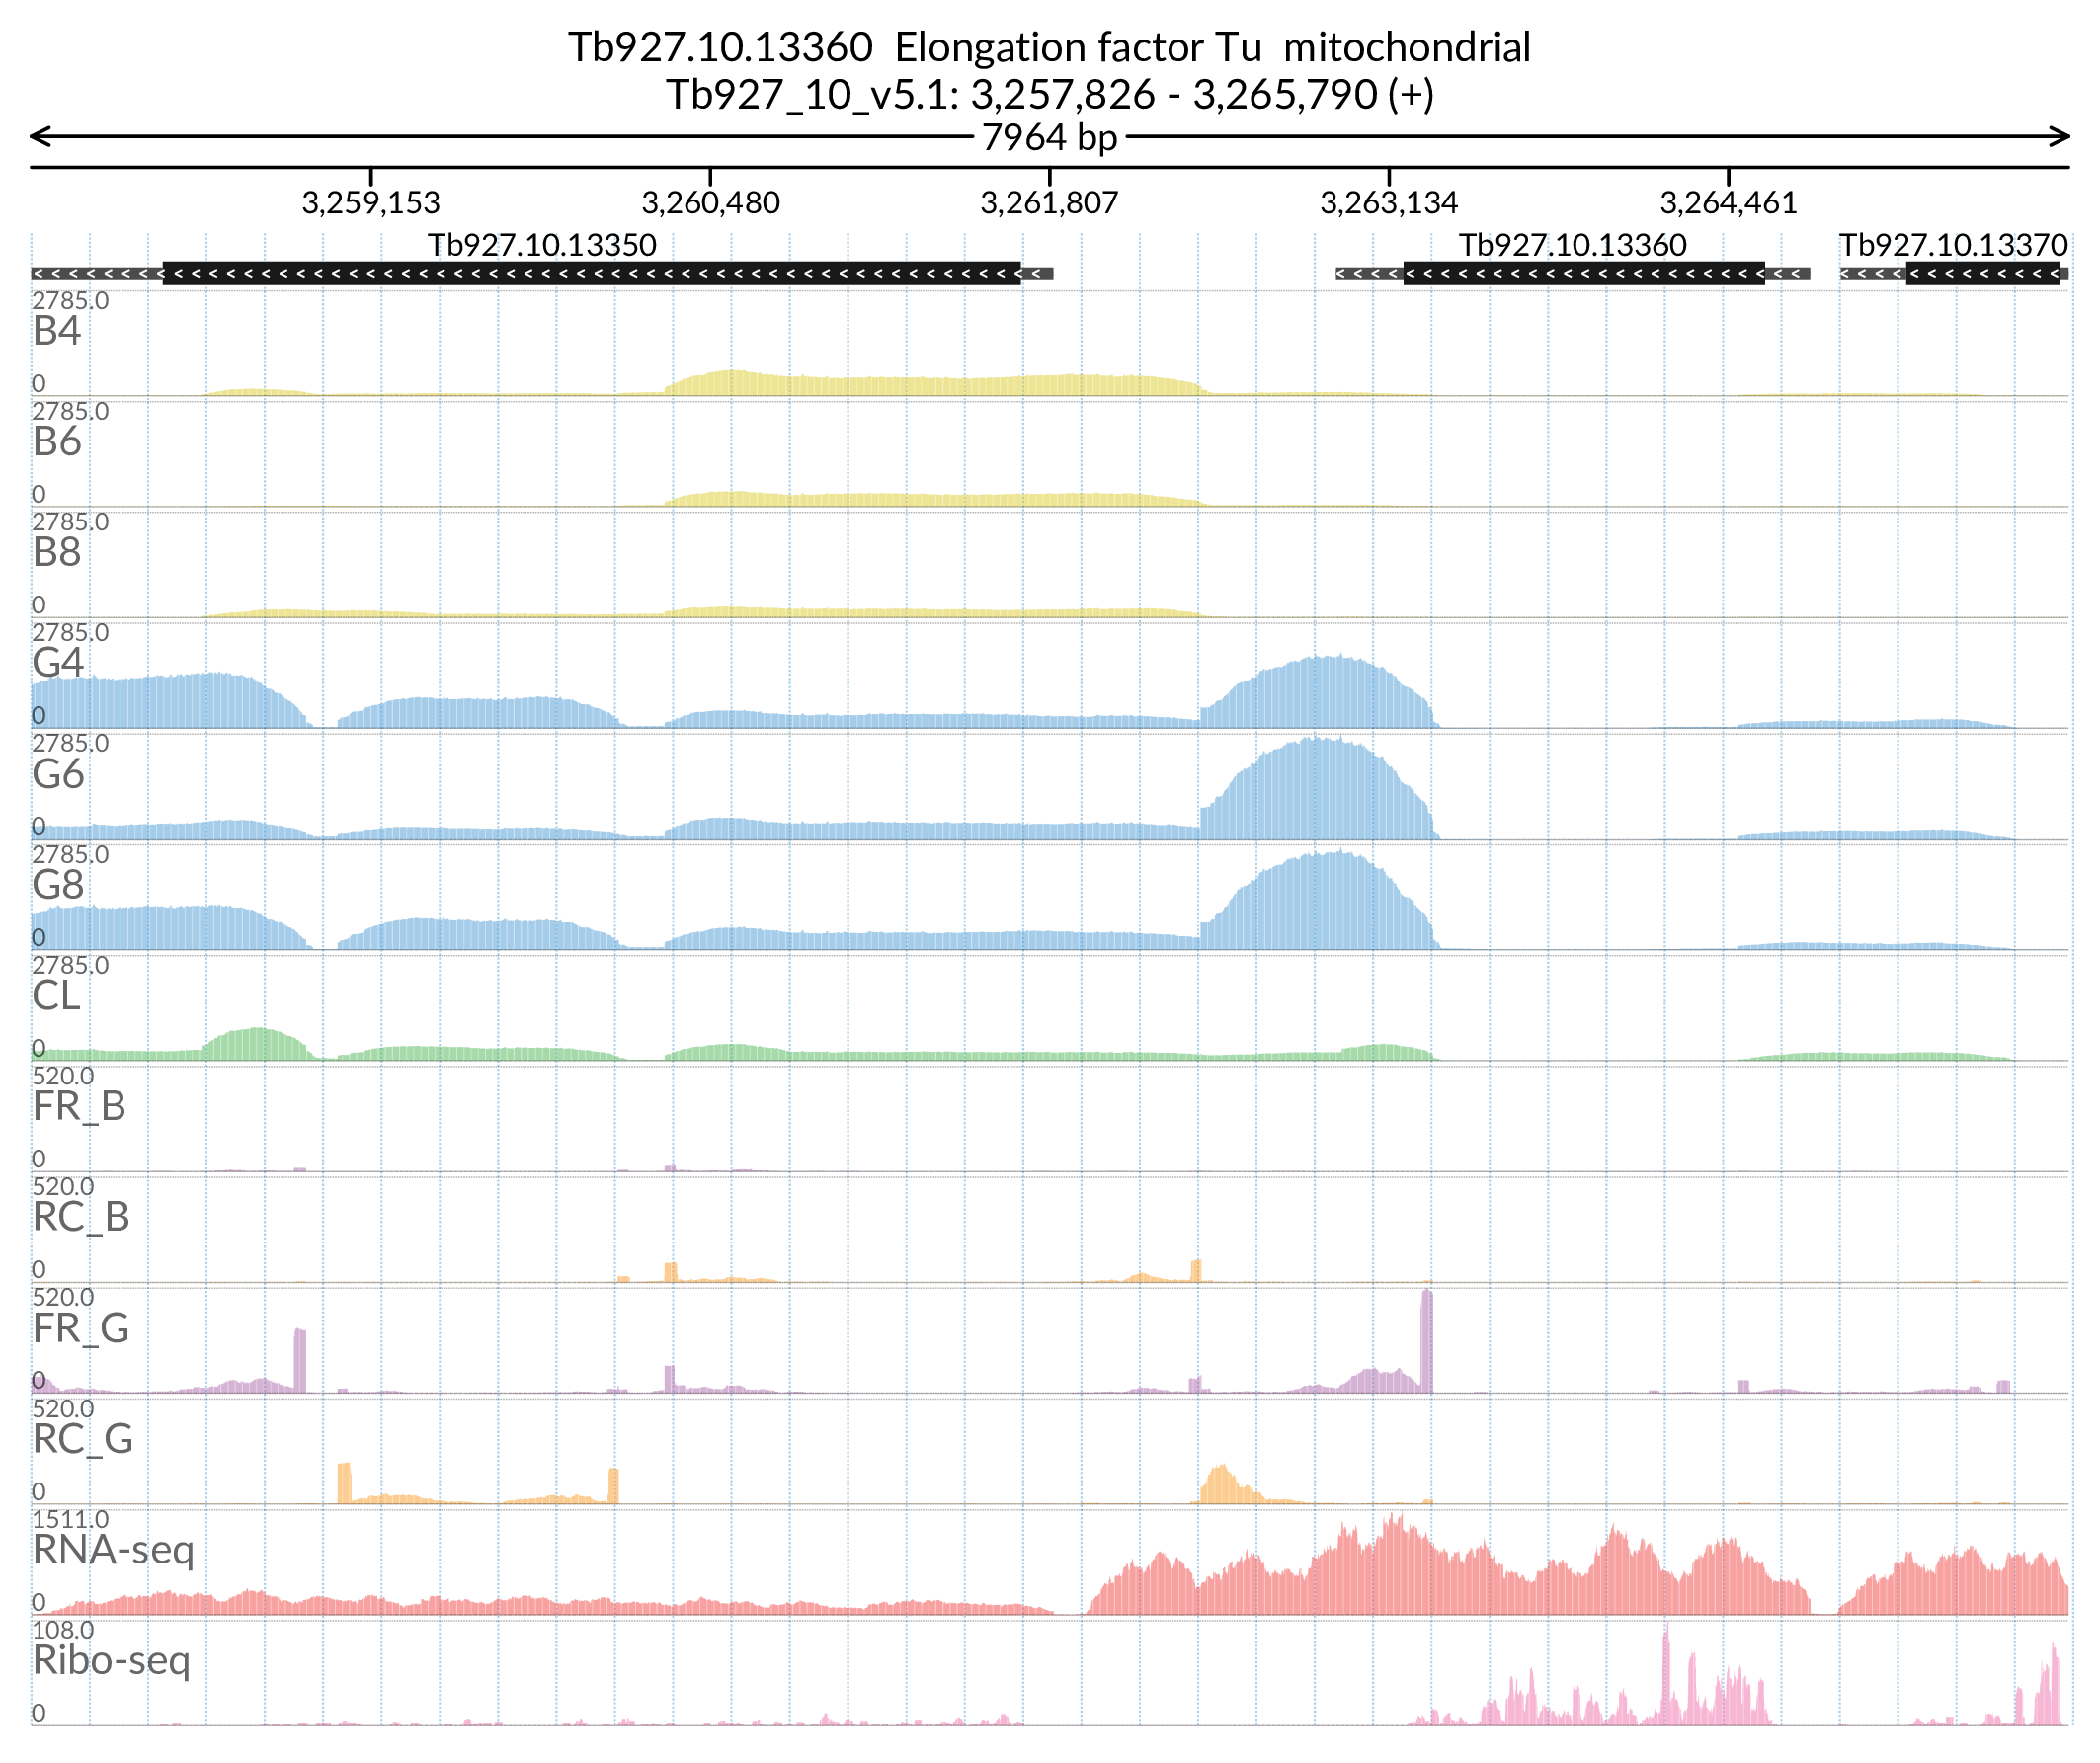 Tb927.10.13360 Elongation factor Tu mitochondrial
Tb927_10_v5.1: 3,257,826 - 3,265,790 (+)
7964 bp
3,259,153 3,260,480 3,261,807 3,263,134 3,264,461
Tb927.10.13350 Tb927.10.13360 Tb927.10.13370
2785.0
B4
0
2785.0
B6
0
2785.0
B8
0
2785.0
G4
0
2785.0
G6
0
2785.0
G8
0
2785.0
CL
0
520.0
FR_B
0
520.0
RC_B
0
520.0
FR_G
0
520.0
RC_G
0
1511.0
RNA-seq
0
108.0
Ribo-seq
0